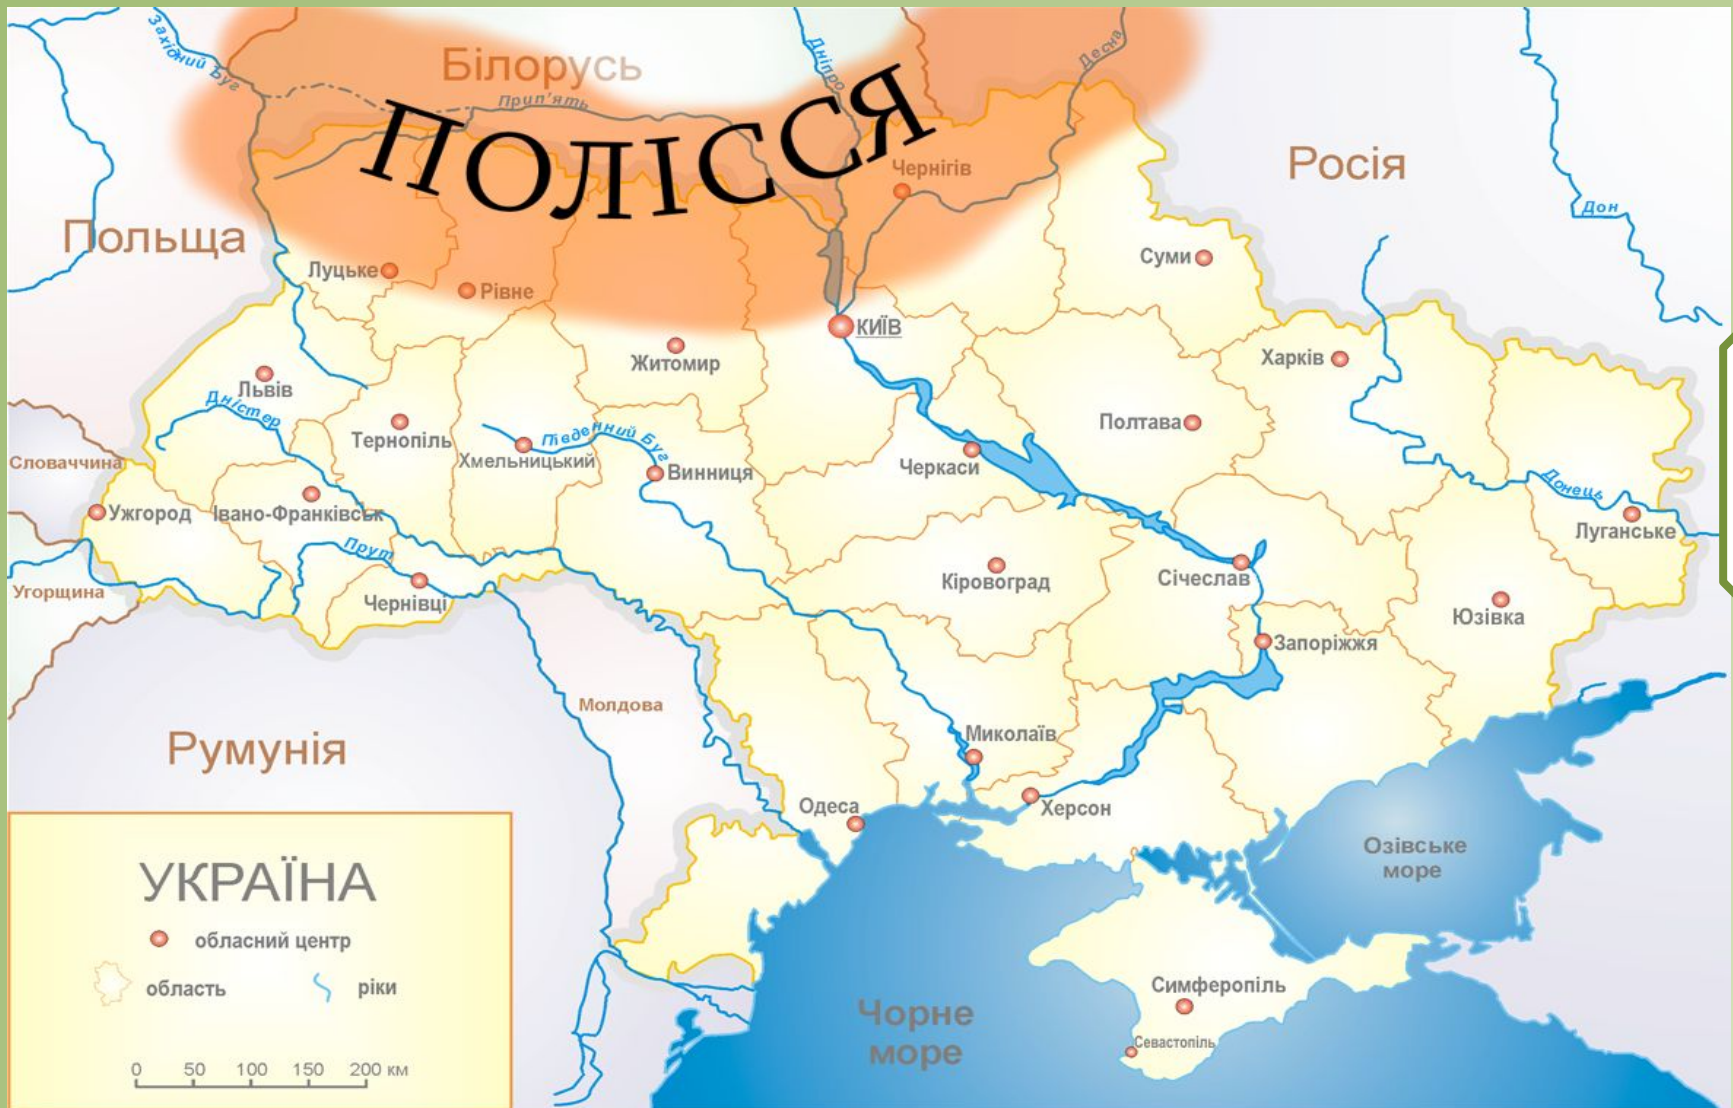 Західний Буг
Білорусь
Дніпро
Десна
Прип'ять
ПОЛІССЯ
Чернігів
Росія
Дон
Польща
Луцьке
Рівне
Суми
КИЇВ
Житомир
Харків
Львів
Дністер
Тернопіль
Хмельницький
Південний Буг
Винниця
Полтава
Черкаси
Словаччина
Ужгород
Івано-Франківськ
Донець
Луганське
Прут
Угорщина
Чернівці
Кіровоград
Січеслав
Юзівка
Запоріжжя
Молдова
Румунія
Миколаїв
Одеса
Херсон
Озівське
море
УКРАЇНА
обласний центр
область
ріки
0 50 100 150 200 км
Чорне
море
Симферопіль
Севастопіль